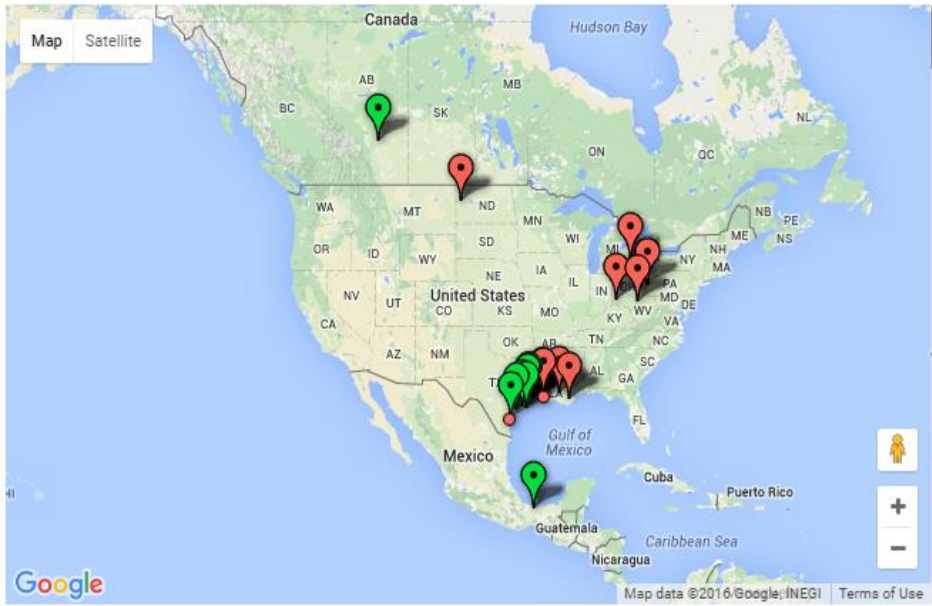 Canada
Hudson Bay
Map Satellite
AB
MB
BC
SK
NL
ON
QC
WA
ND
NB
PE
MT
MN
ME
NS
OR
SD
WI
MI
NH
ID
WY
NY
MA
NE
IA
PA
NV
IL
IN
MD
UT
United States
DE
CO
KS
MO
KY
WV
VA
CA
OK
AR
TN
NC
AZ
NM
SC
AL
GA
LA
FL
Gulf of
Mexico
Mexico
Cuba
Puerto Rico
HI
Guatemala
Caribbean Sea
Nicaragua
Google
Map data ©2016 Google, INEGI Terms of Use